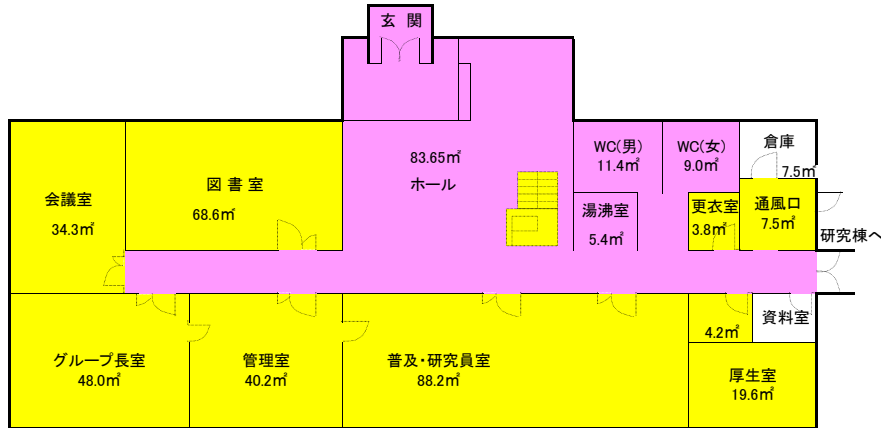 玄 関
83.65㎡
ホール
WC(男)
11.4㎡
WC(女)
9.0㎡
倉庫
7.5㎡
会議室
34.3㎡
図 書 室
68.6㎡
湯沸室
5.4㎡
更衣室
3.8㎡
通風口
7.5㎡
研究棟へ
グループ長室
48.0㎡
管理室
40.2㎡
普及・研究員室
88.2㎡
4.2㎡
資料室
厚生室
19.6㎡